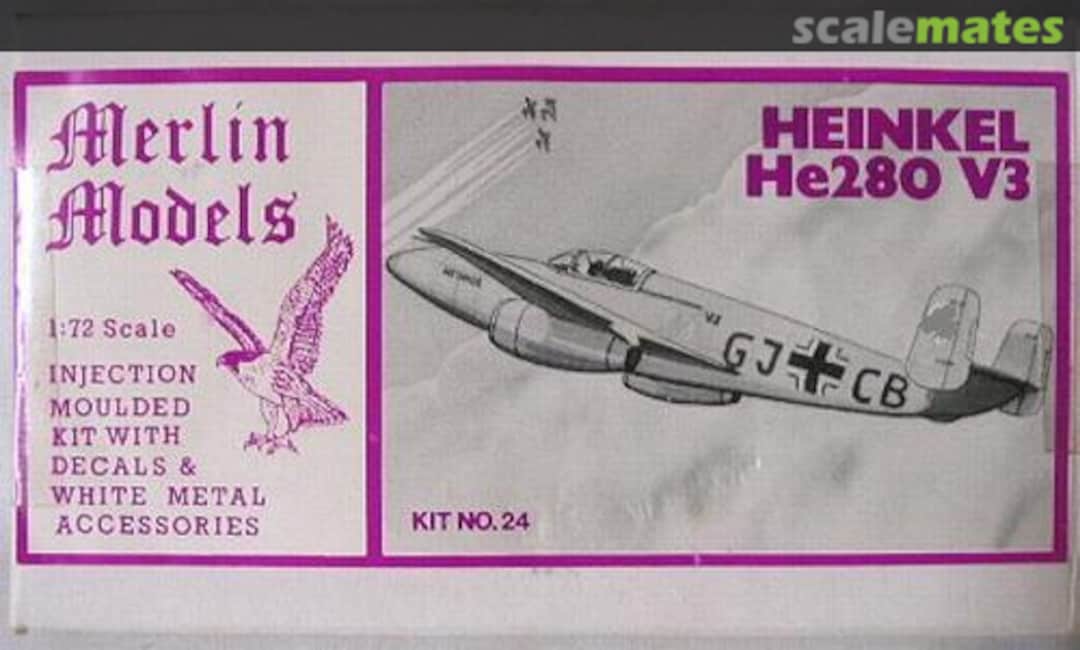 scalemates
Merlin
Models
1:72 Scale
INJECTION
MOULDED
KIT WITH
DECALS &
WHITE METAL
ACCESSORIES
HEINKEL
He280 V3
V3
GJ CB
KIT NO. 24